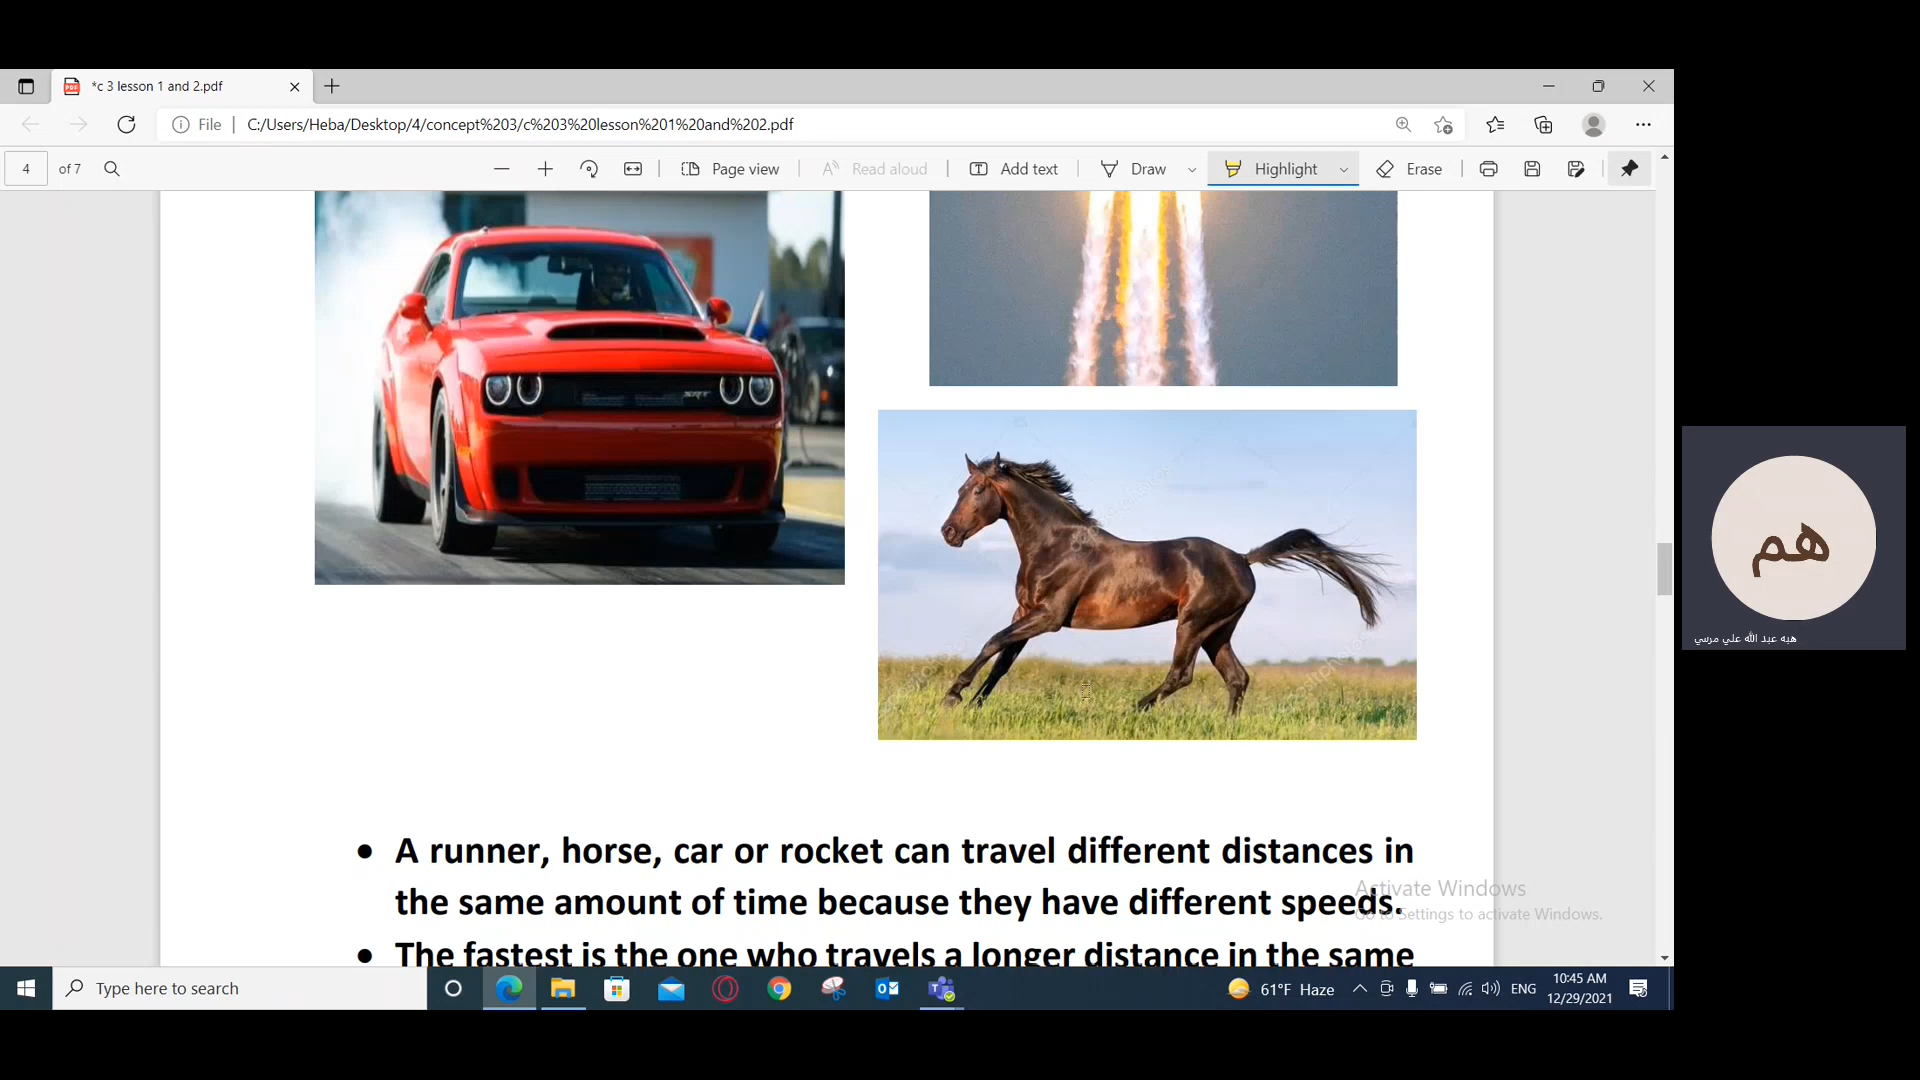 *c 3 lesson 1 and 2.pdf
File
C:/Users/Heba/Desktop/4/concept%203/c%203%20lesson%201%20and%202.pdf
4 of 7
Page view
Read aloud
Add text
Draw
Highlight
Erase
SRT
هم
هبه عبد الله علي مرسي
• A runner, horse, car or rocket can travel different distances in
the same amount of time because they have different speeds.
• The fastest is the one who travels a longer distance in the same
Activate Windows
Go to Settings to activate Windows.
Type here to search
61°F Haze
ENG
10:45 AM
12/29/2021